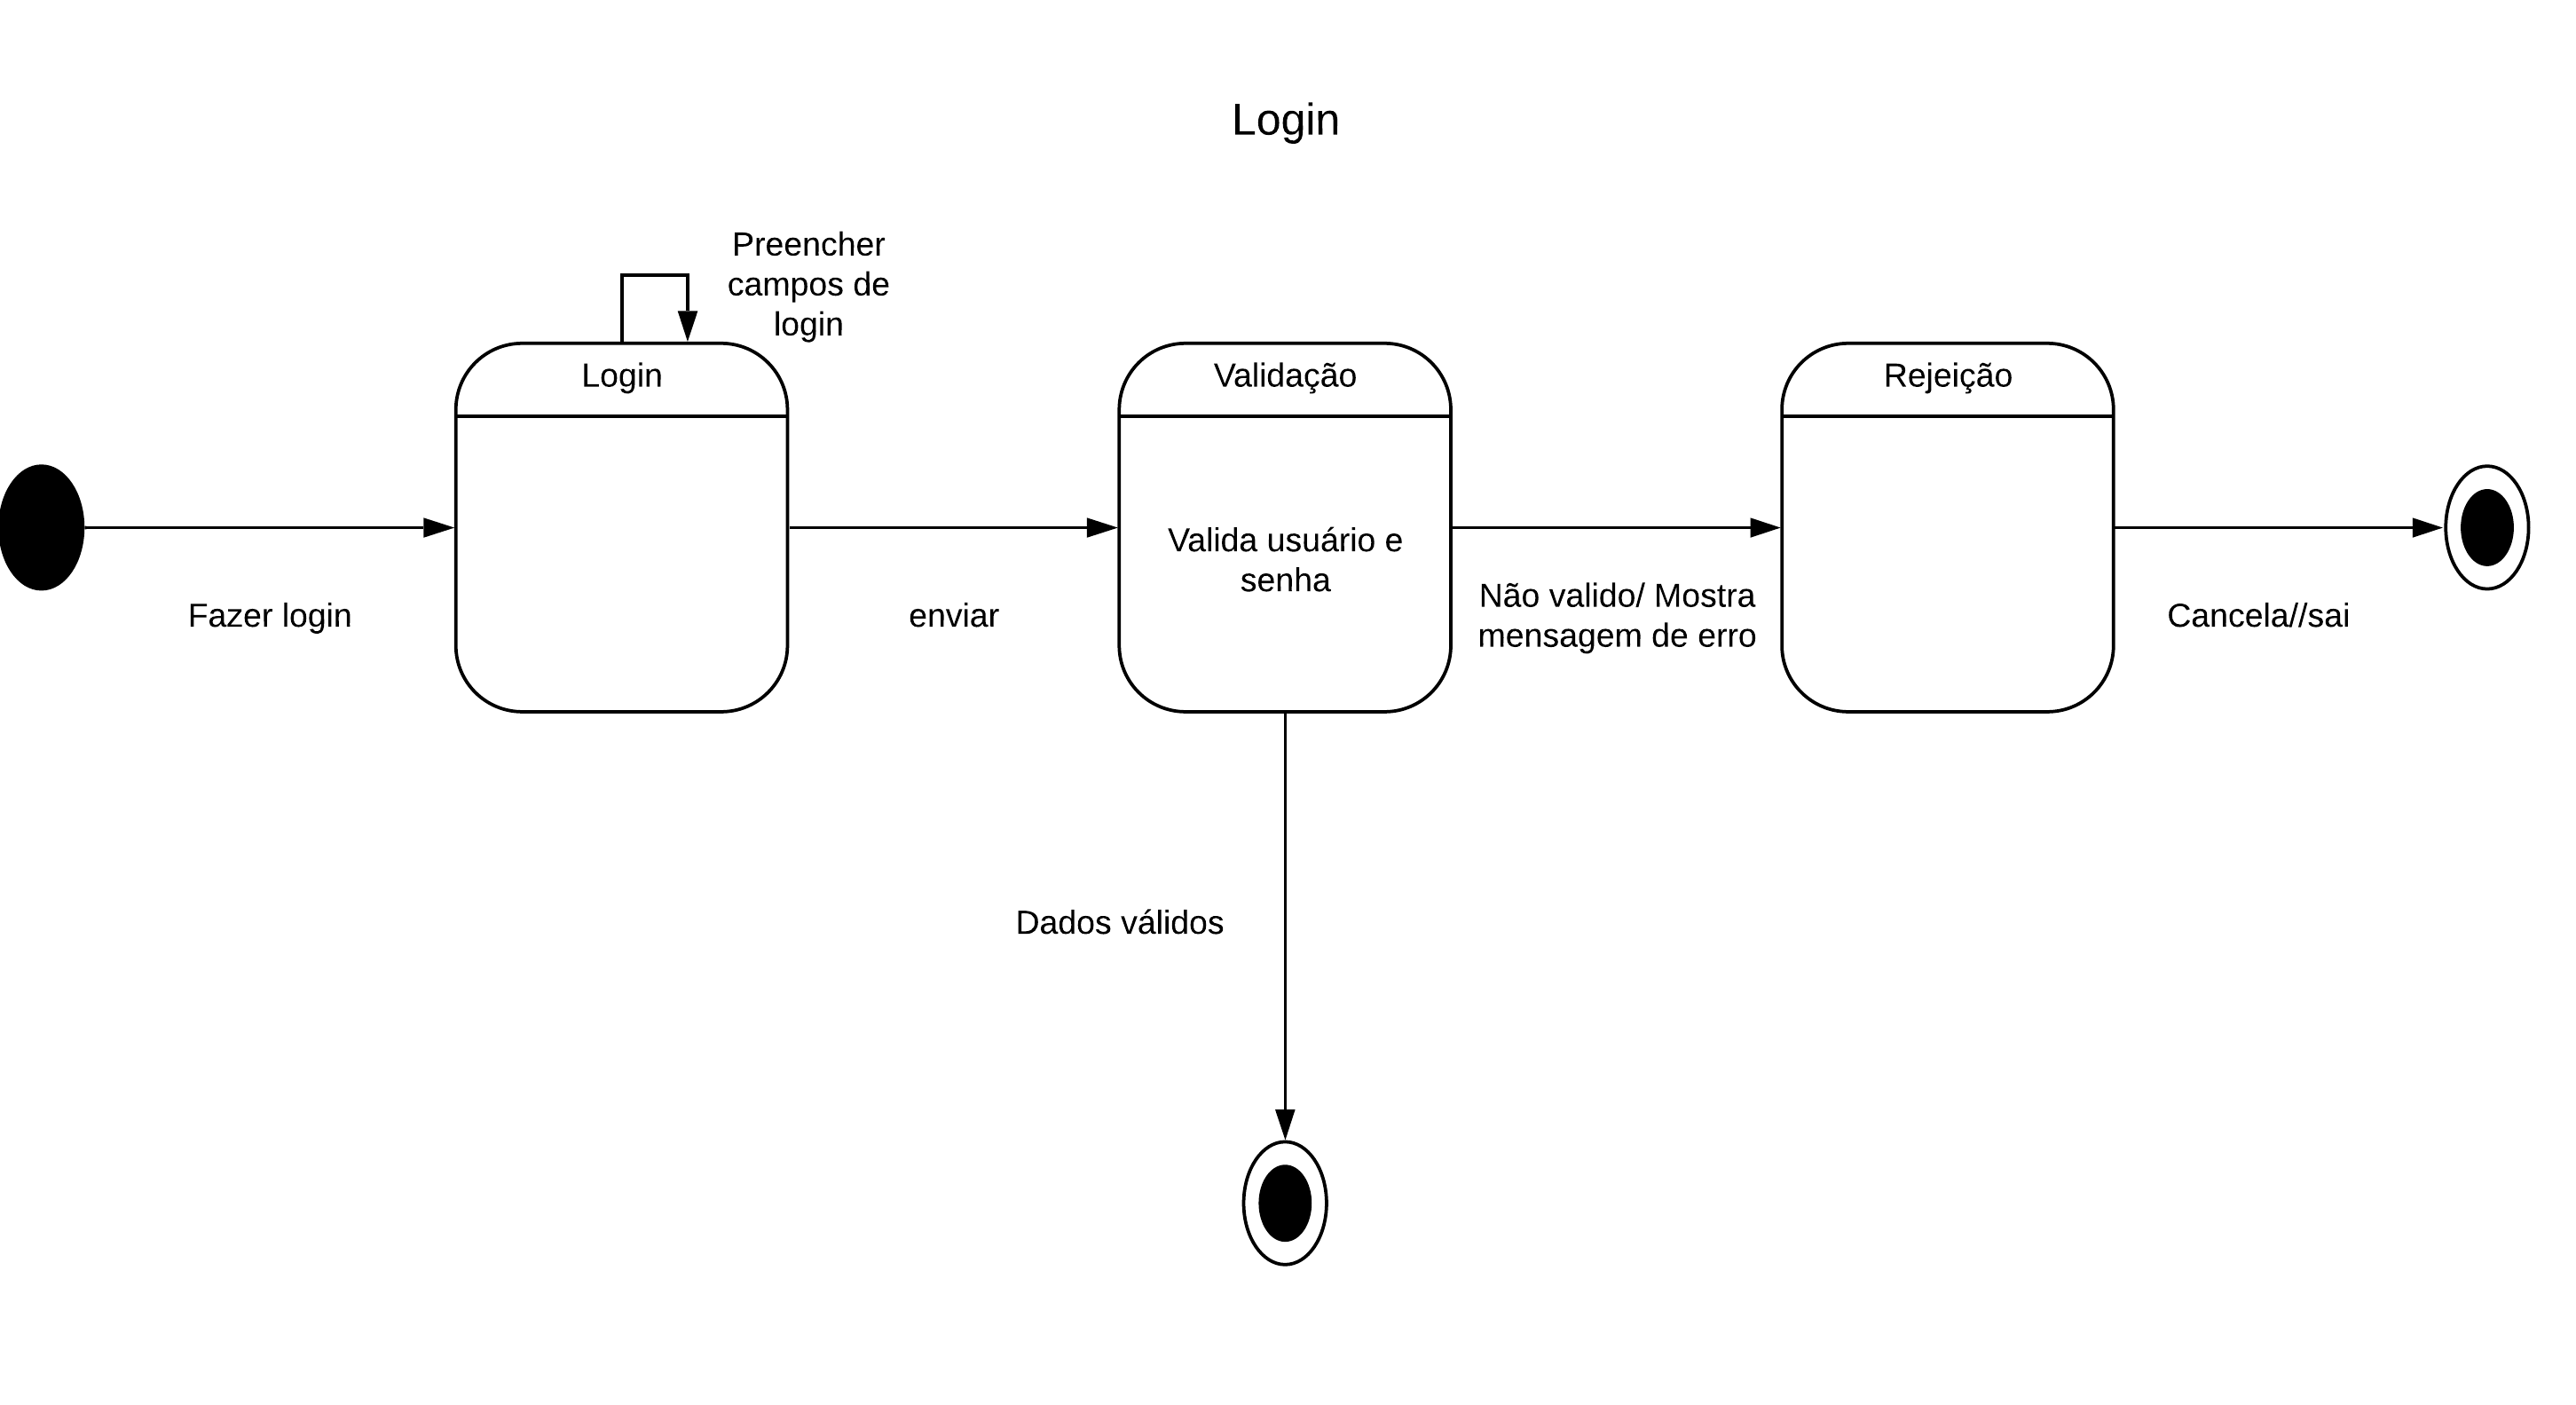 Login
Preencher
campos de
login
Login
Validação
Rejeição
Valida usuário e
senha
Fazer login
enviar
Não valido/ Mostra
mensagem de erro
Cancela//sai
Dados válidos